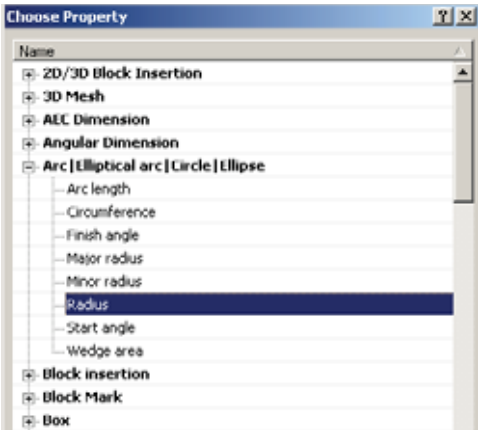 Choose Property
Name
2D/3D Block Insertion
3D Mesh
AEC Dimension
Angular Dimension
Arc|Elliptical arc|Circle|Ellipse
Arc length
Circumference
Finish angle
Major radius
Minor radius
Radius
Start angle
Wedge area
Block insertion
Block Mark
Box